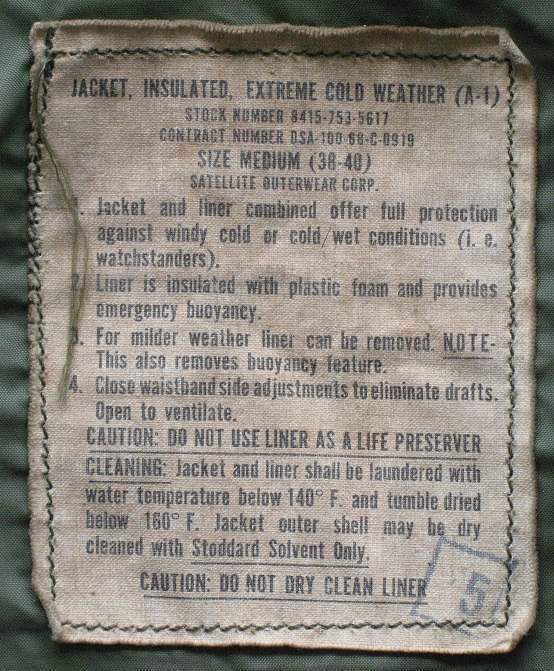 JACKET, INSULATED, EXTREME COLD WEATHER (A-1)
STOCK NUMBER 8415-753-5617
CONTRACT NUMBER DSA-100-68-C-0919
SIZE MEDIUM (38-40)
SATELLITE OUTERWEAR CORP.
1. Jacket and liner combined offer full protection
against windy cold or cold/wet conditions (i. e.
watchstanders).
2. Liner is insulated with plastic foam and provides
emergency buoyancy.
3. For milder weather liner can be removed. NOTE-
This also removes buoyancy feature.
4. Close waistband side adjustments to eliminate drafts.
Open to ventilate.
CAUTION: DO NOT USE LINER AS A LIFE PRESERVER
CLEANING: Jacket and liner shall be laundered with
water temperature below 140° F. and tumble dried
below 160° F. Jacket outer shell may be dry
cleaned with Stoddard Solvent Only.
CAUTION: DO NOT DRY CLEAN LINER
5